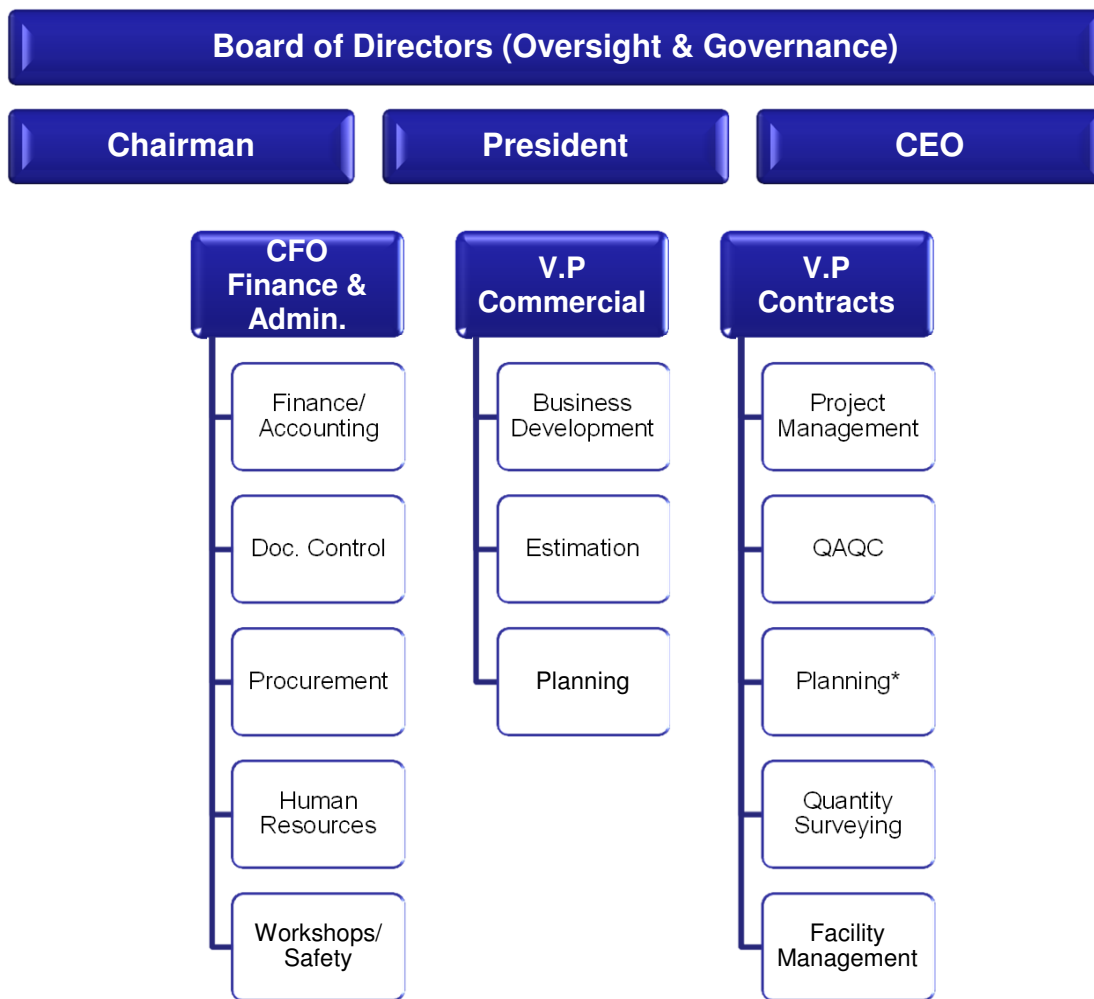 Board of Directors (Oversight & Governance)
Chairman
President
CEO
CFO
Finance &
Admin.
V.P
Commercial
V.P
Contracts
Finance/
Accounting
Doc. Control
Procurement
Human
Resources
Workshops/
Safety
Business
Development
Estimation
Planning
Project
Management
QAQC
Planning*
Quantity
Surveying
Facility
Management